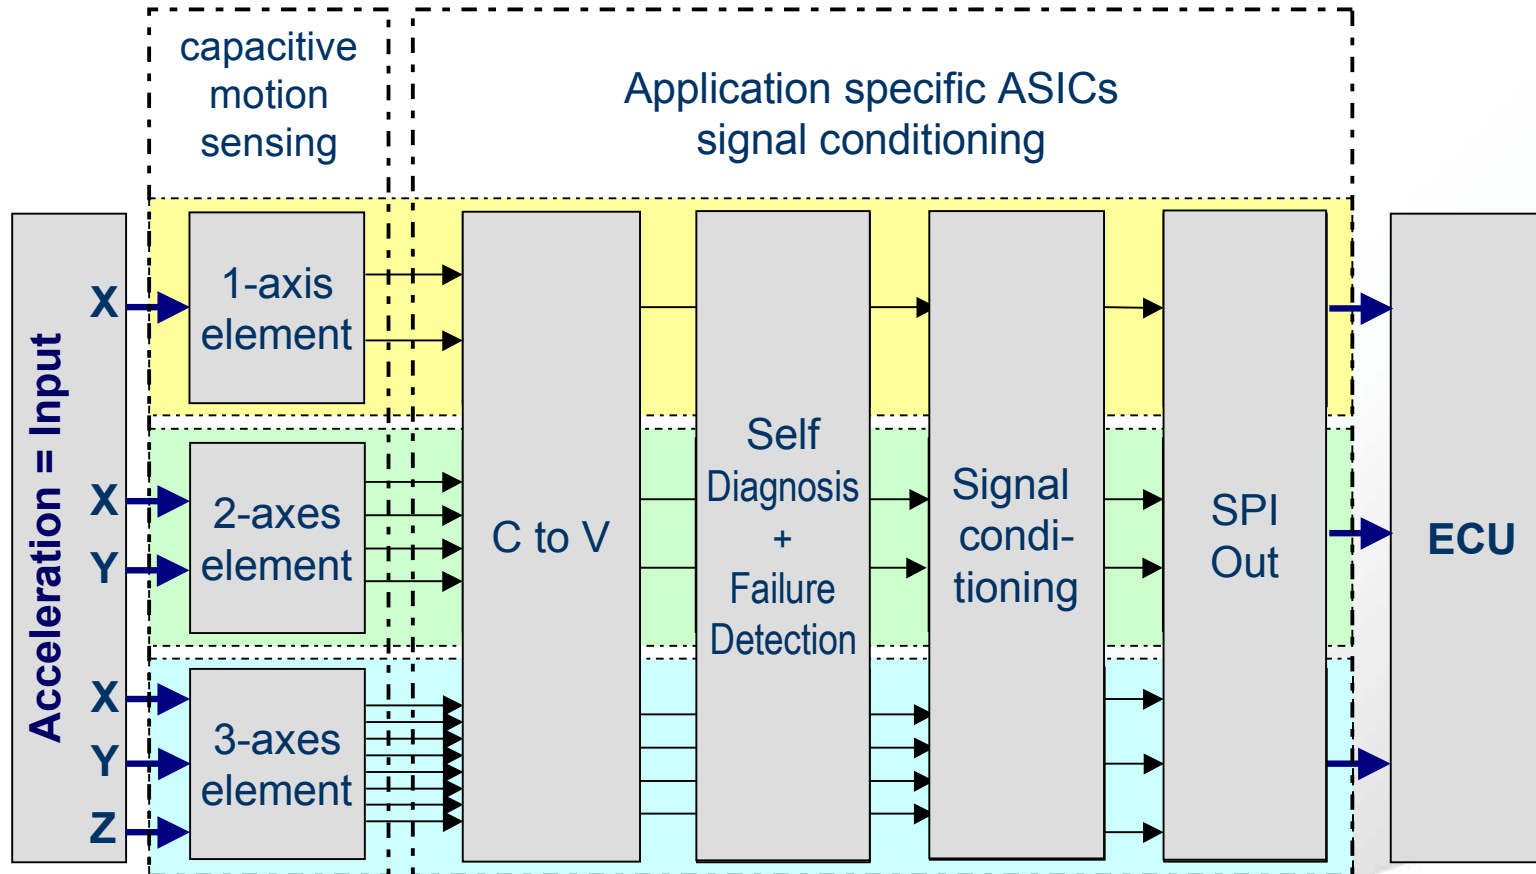 capacitive
motion
sensing
Application specific ASICs
signal conditioning
Acceleration = Input
X
X
Y
X
Y
Z
1-axis
element
2-axes
element
3-axes
element
C to V
Self
Diagnosis
+
Failure
Detection
Signal
condi-
tioning
SPI
Out
ECU